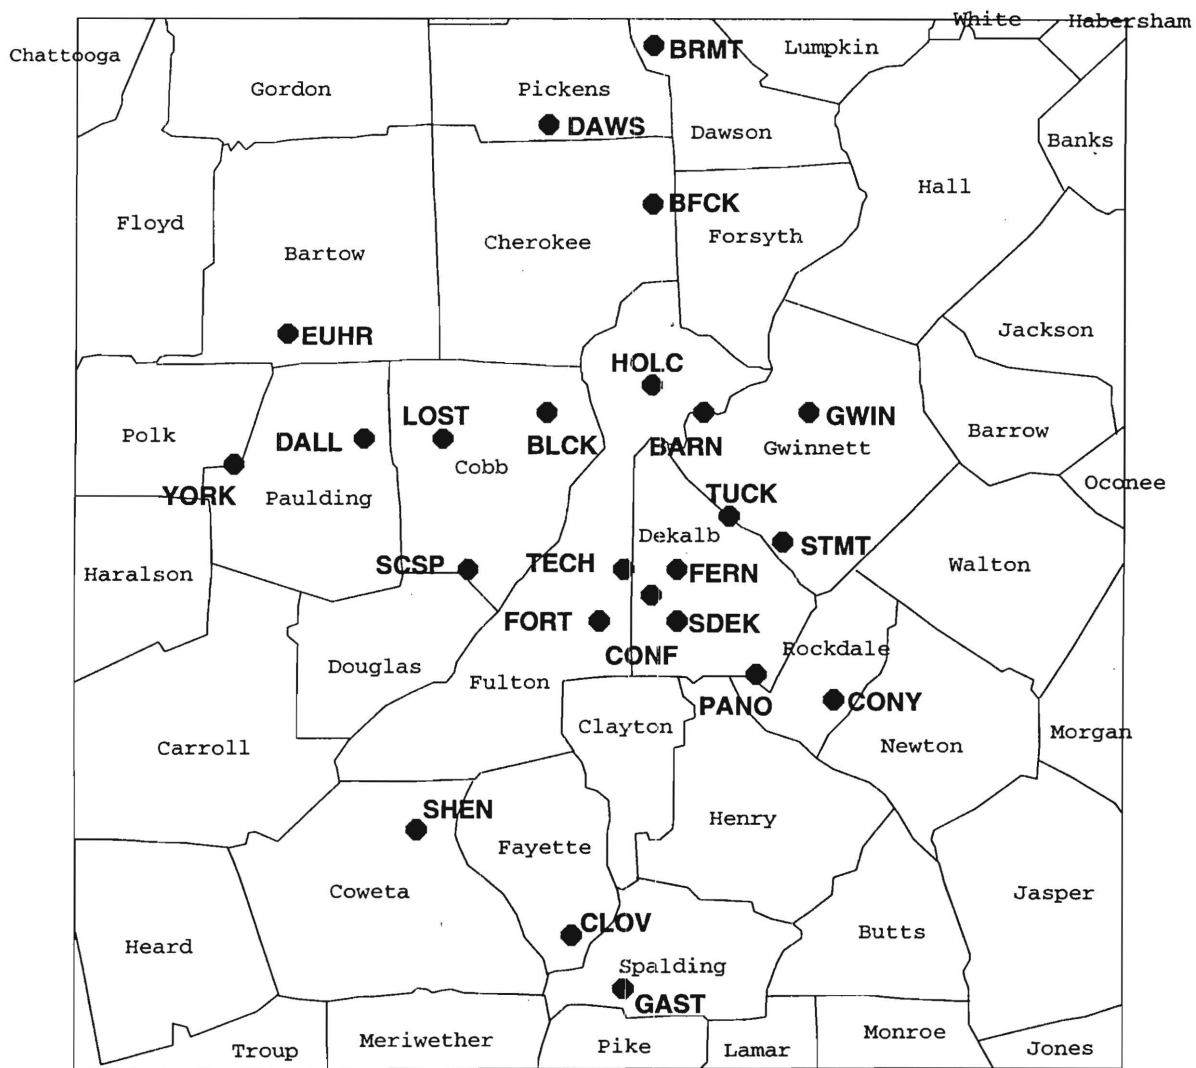 White
Habersham
Chattooga
BRMT
Lumpkin
Gordon
Pickens
DAWS
Dawson
Banks
Hall
BFCK
Floyd
Forsyth
Cherokee
Bartow
EUHR
Jackson
HOLC
LOST
GWIN
Polk
DALL
BLCK
BARN
Gwinnett
Barrow
Cobb
Oconee
YORK
Paulding
TUCK
Dekalb
STMT
SCSP
TECH
FERN
Walton
Haralson
FORT
SDEK
CONF
Rockdale
Douglas
Fulton
PANO
CONY
Clayton
Morgan
Carroll
Newton
SHEN
Henry
Fayette
Coweta
Jasper
CLOV
Butts
Heard
Spalding
GAST
Monroe
Meriwether
Pike
Troup
Lamar
Jones